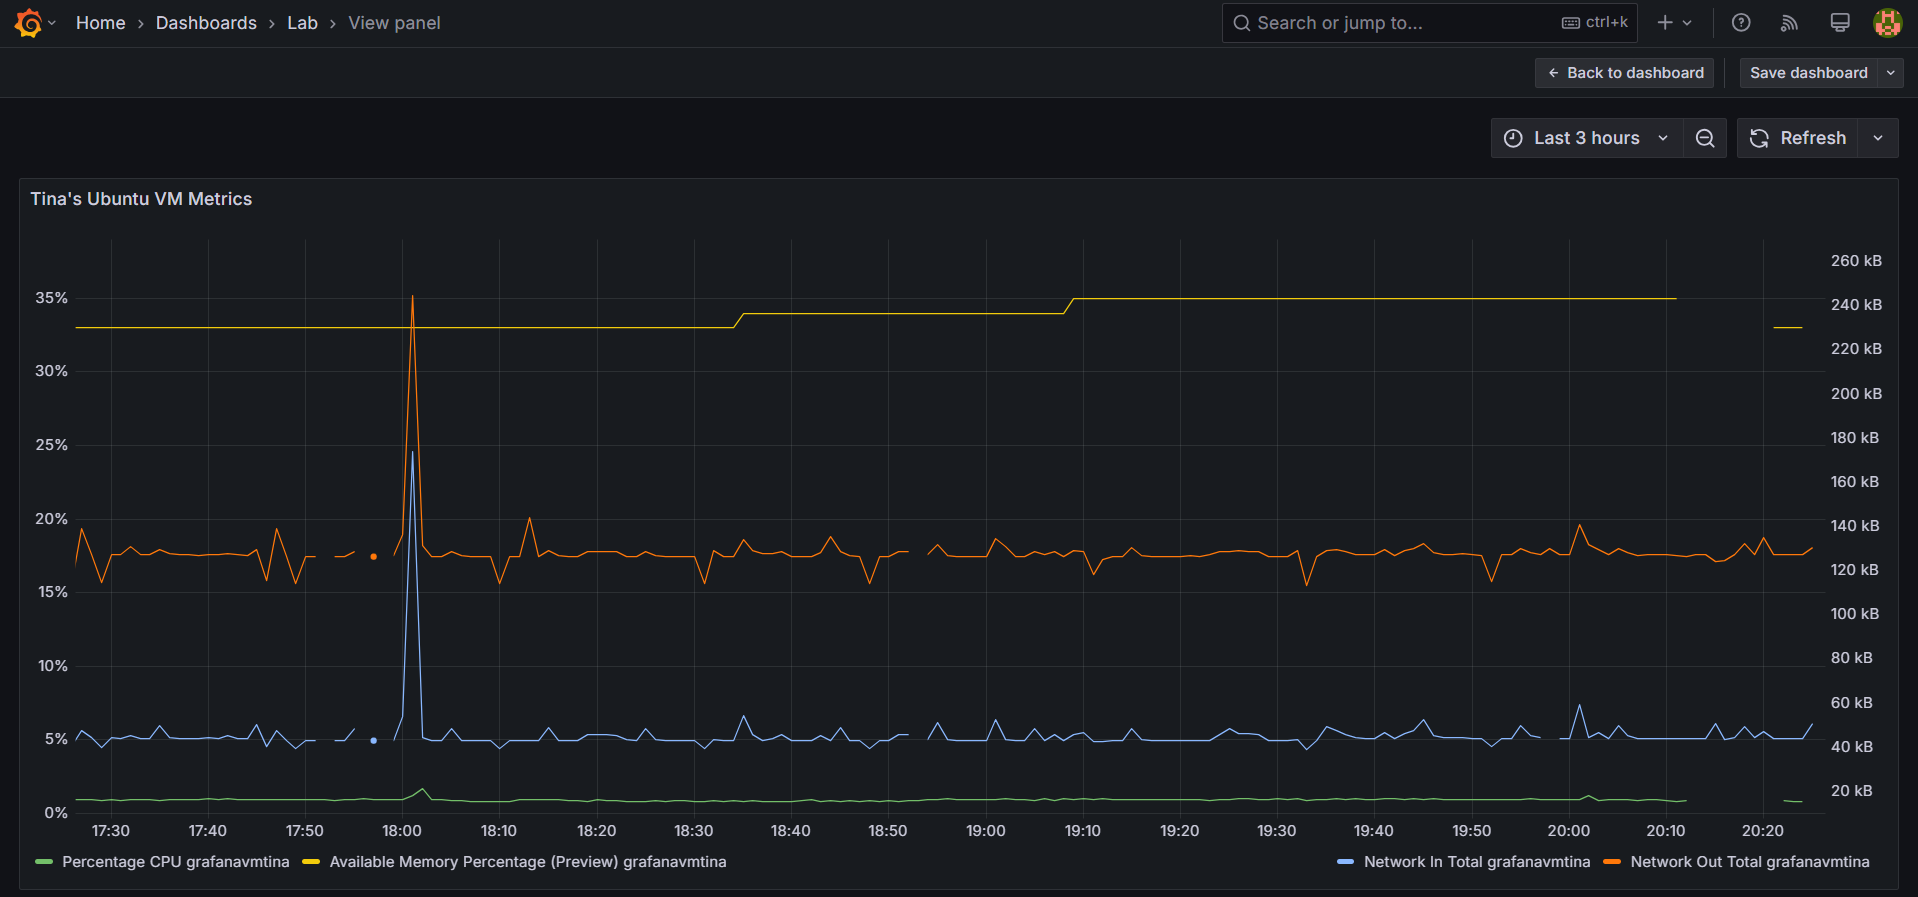 Home › Dashboards › Lab › View panel
Search or jump to... ctrl+k
Back to dashboard
Save dashboard
Last 3 hours
Refresh
Tina's Ubuntu VM Metrics
260 kB
35% 240 kB
220 kB
30%
200 kB
25% 180 kB
160 kB
20% 140 kB
120 kB
15%
100 kB
10% 80 kB
60 kB
5% 40 kB
20 kB
0%
17:30 17:40 17:50 18:00 18:10 18:20 18:30 18:40 18:50 19:00 19:10 19:20 19:30 19:40 19:50 20:00 20:10 20:20
Percentage CPU grafanavmtina Available Memory Percentage (Preview) grafanavmtina Network In Total grafanavmtina Network Out Total grafanavmtina